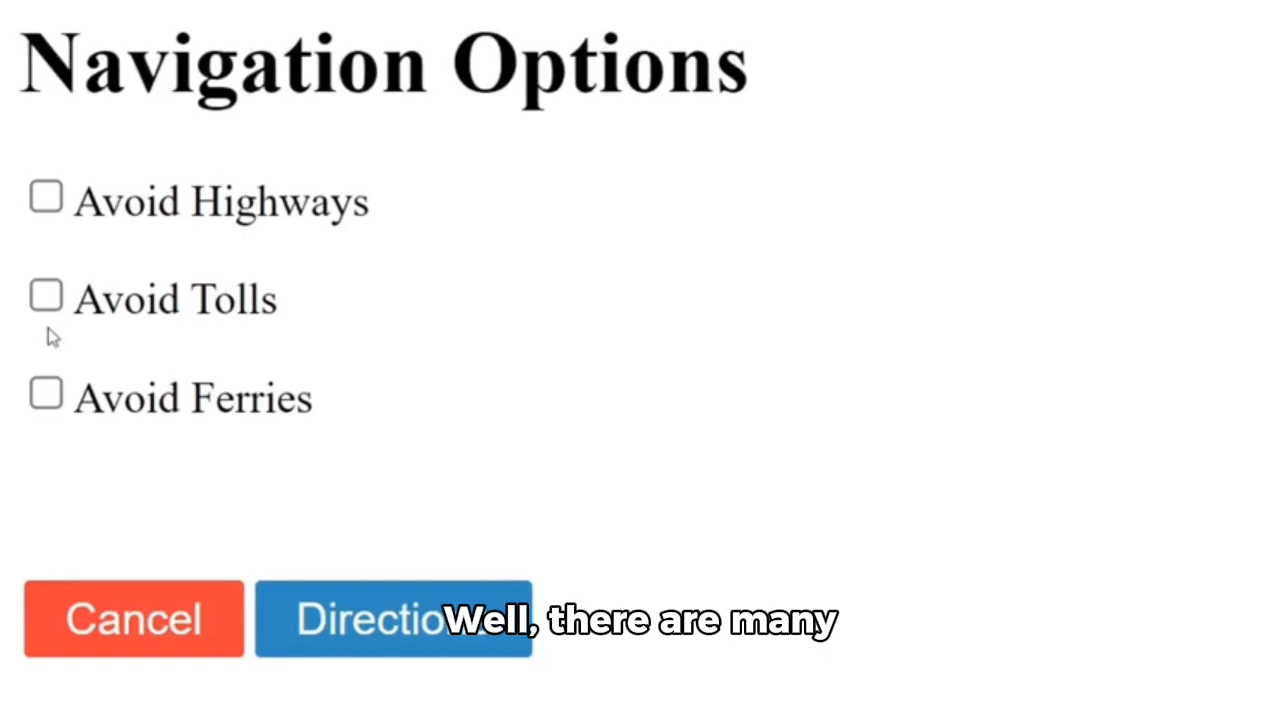 Navigation Options
Avoid Highways
Avoid Tolls
Avoid Ferries
Cancel
Well, there are many